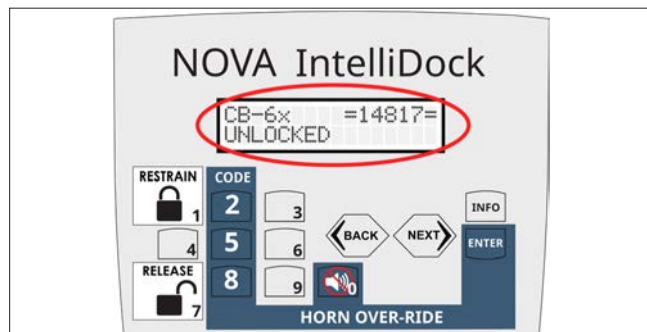 NOVA IntelliDock
CB-6x =14817=
UNLOCKED
RESTRAIN
CODE
1
2
3
INFO
4
5
6
BACK
NEXT
ENTER
RELEASE
7
8
9
0
HORN OVER-RIDE